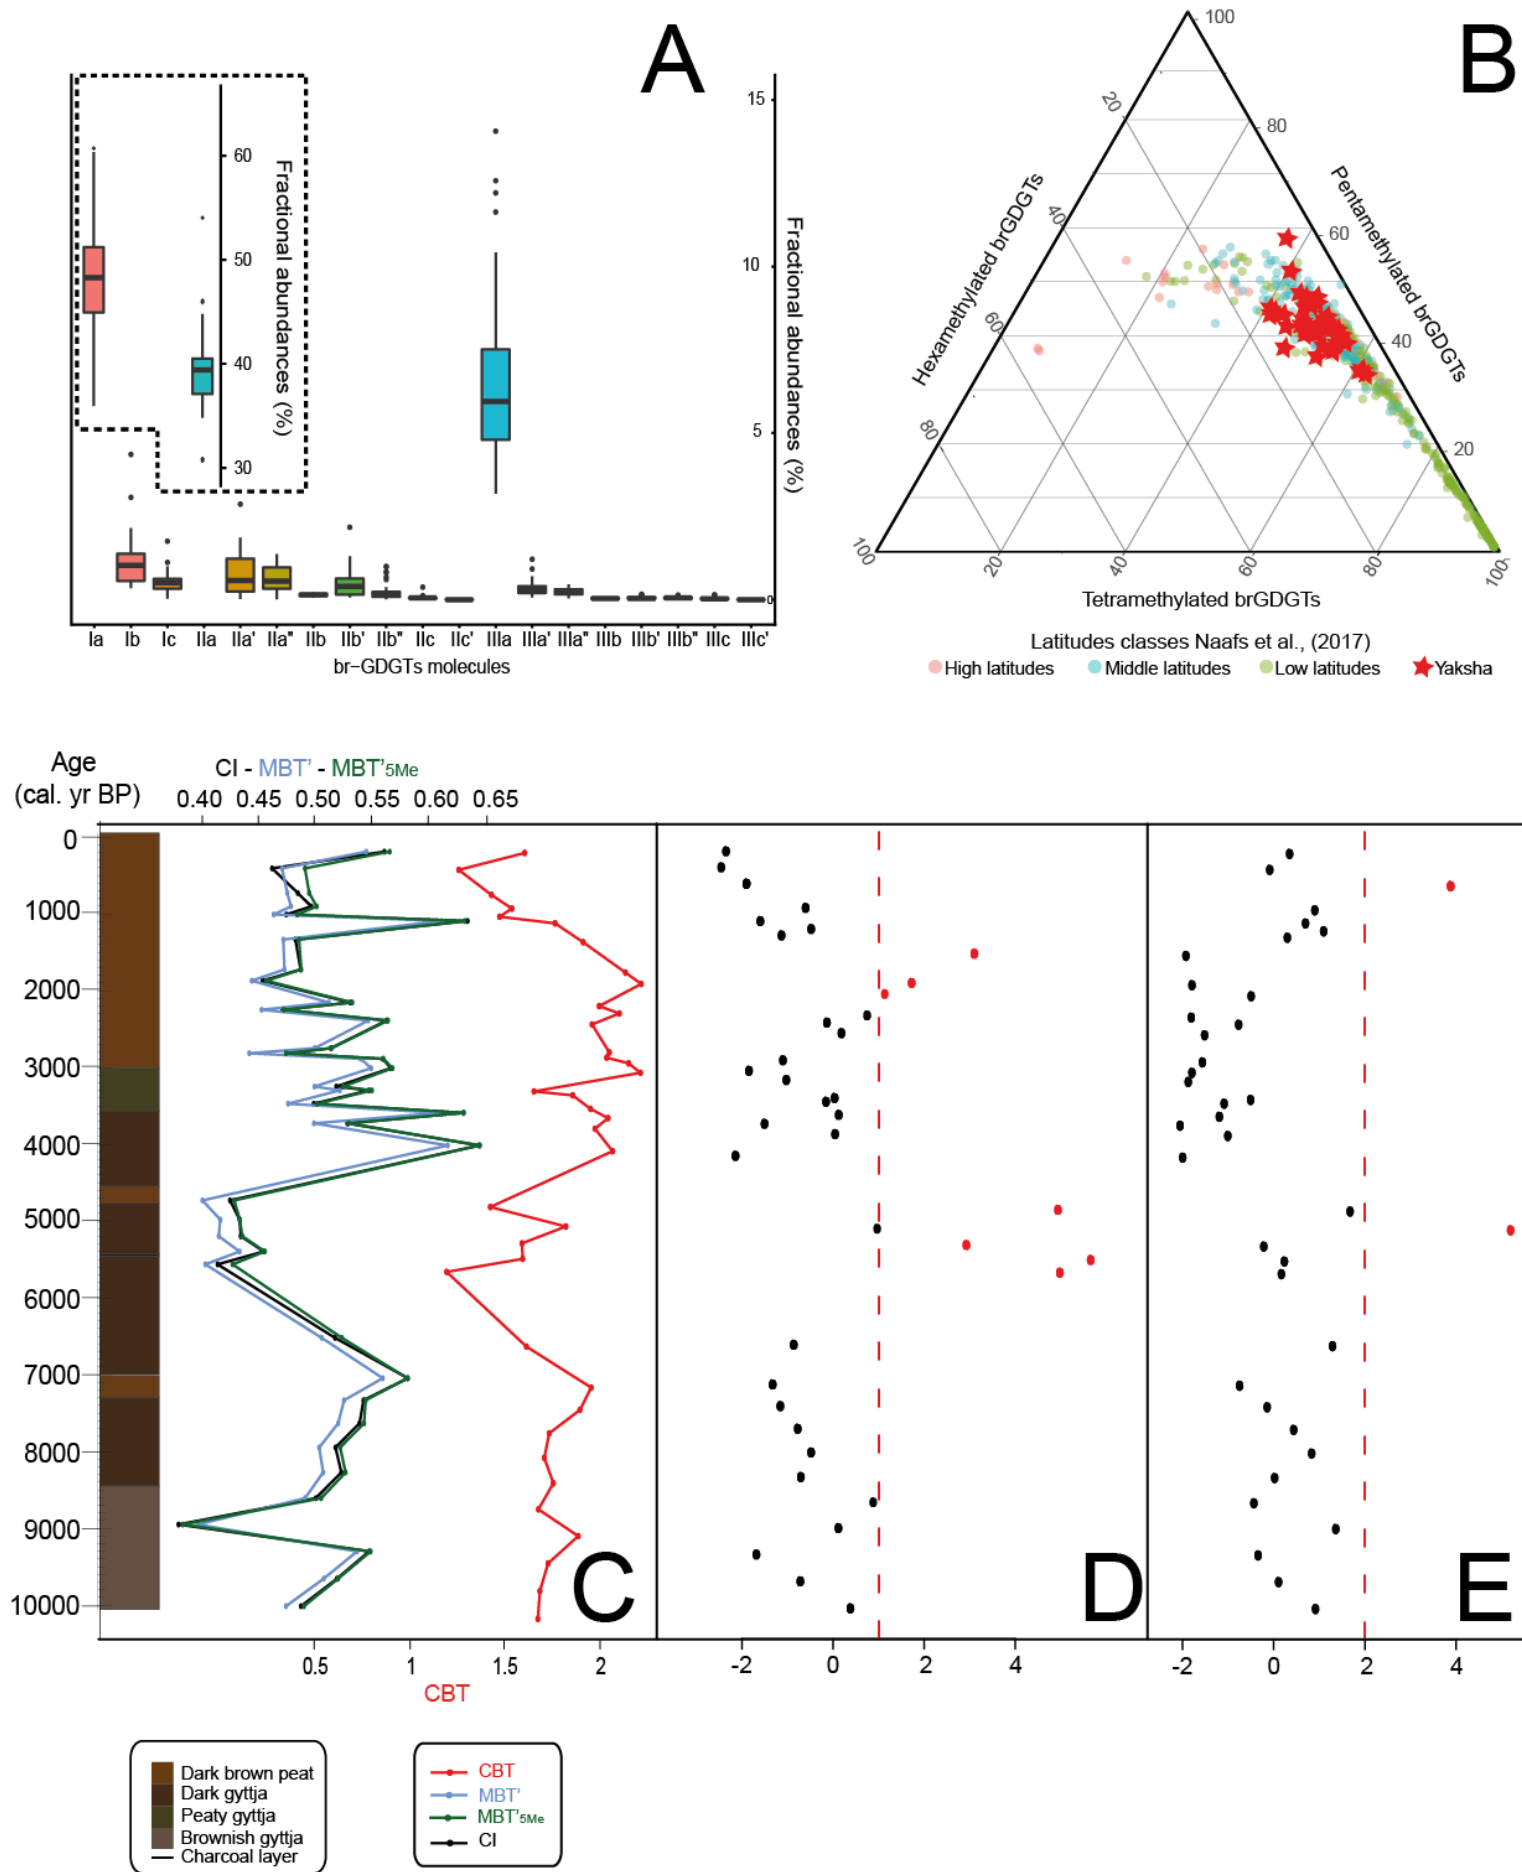 A
60
50
40
30
Fractional abundances (%)
15
10
5
0
Fractional abundances (%)
Ia Ib Ic IIa IIa' IIa" IIb IIb' IIb" IIc IIc' IIIa IIIa' IIIa" IIIb IIIb' IIIb" IIIc IIIc'
br-GDGTs molecules
B
100
80
60
40
20
Pentamethylated brGDGTs
20
40
60
80
100
Hexamethylated brGDGTs
20 40 60 80 100
Tetramethylated brGDGTs
Latitudes classes Naafs et al., (2017)
High latitudes Middle latitudes Low latitudes Yaksha
Age
(cal. yr BP)
CI - MBT' - MBT'5Me
0.40 0.45 0.50 0.55 0.60 0.65
0
1000
2000
3000
4000
5000
6000
7000
8000
9000
10000
C
D
E
0.5 1 1.5 2
CBT
-2 0 2 4
-2 0 2 4
Dark brown peat
Dark gyttja
Peaty gyttja
Brownish gyttja
Charcoal layer
CBT
MBT'
MBT'5Me
CI